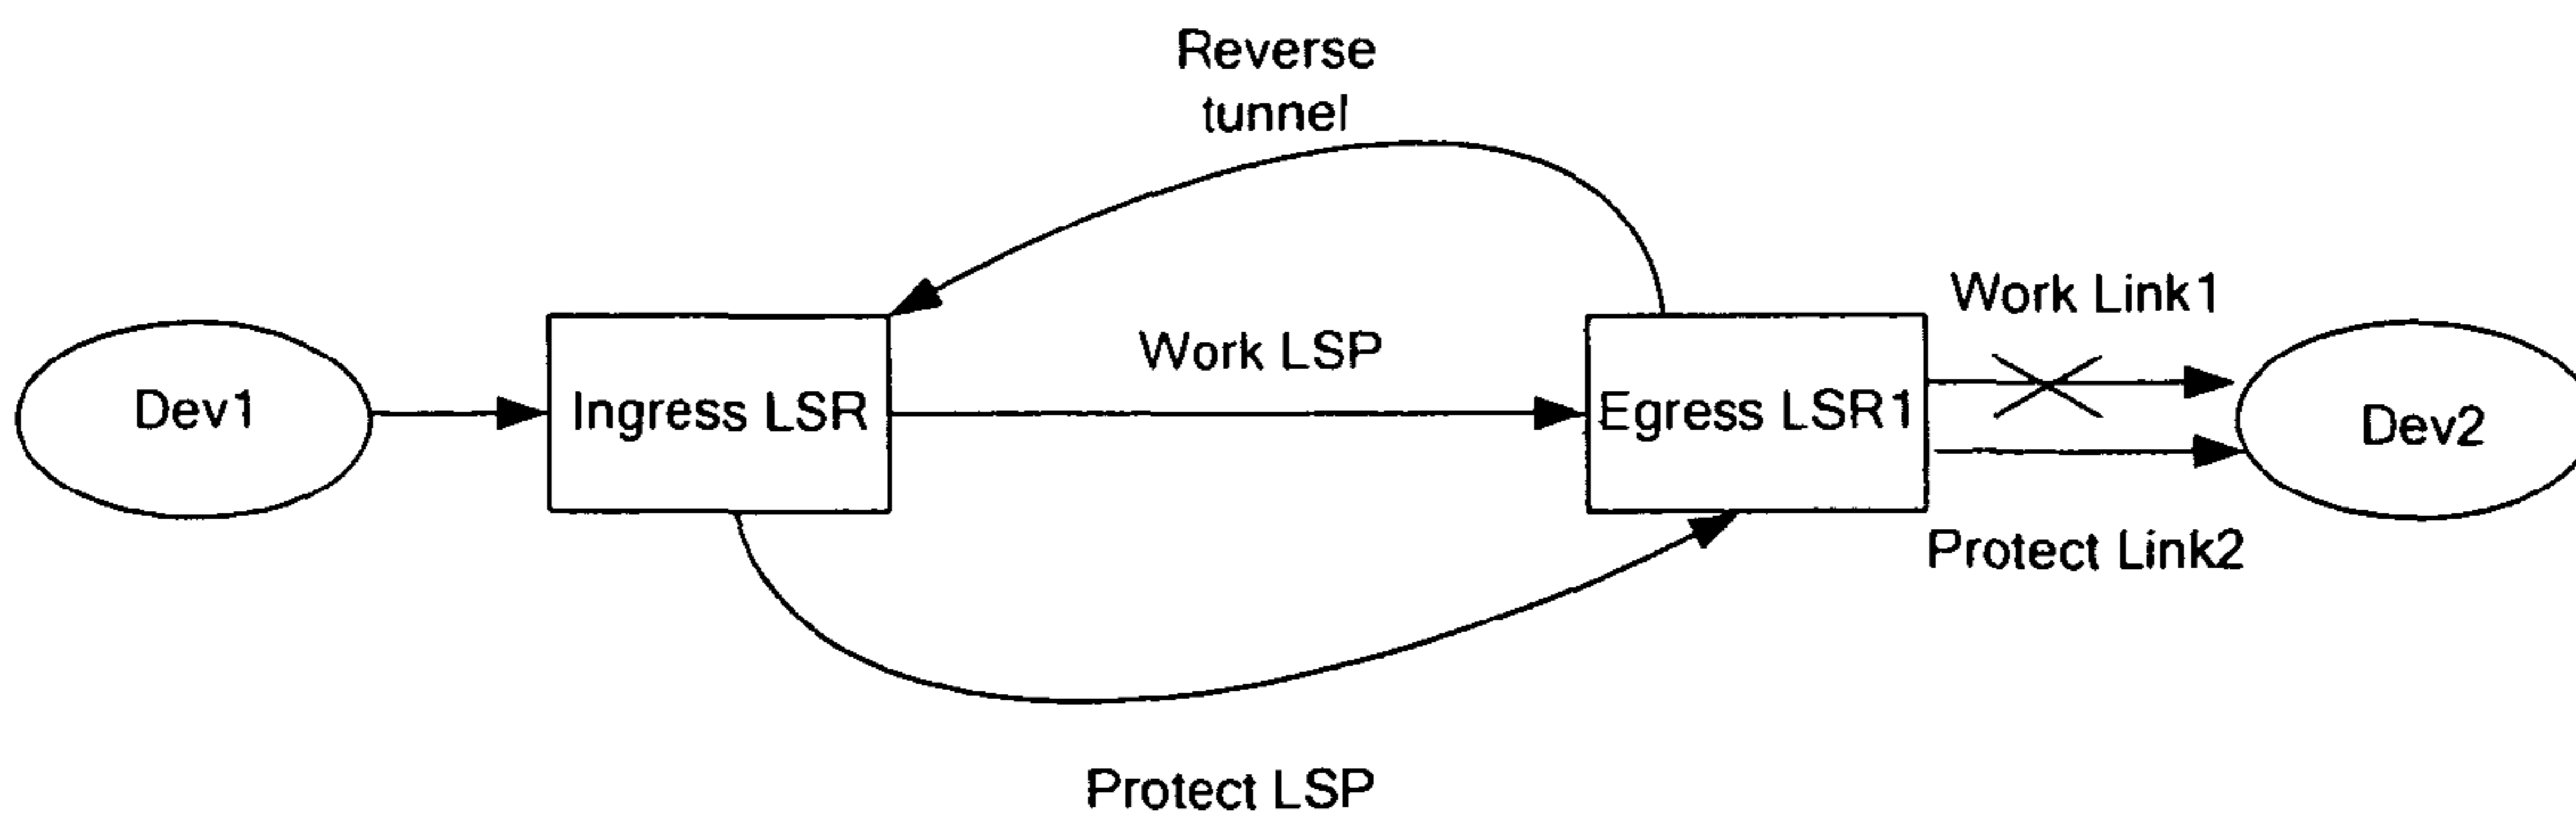 Reverse
tunnel
Work Link1
Work LSP
Dev1
Ingress LSR
Egress LSR1
Dev2
Protect Link2
Protect LSP